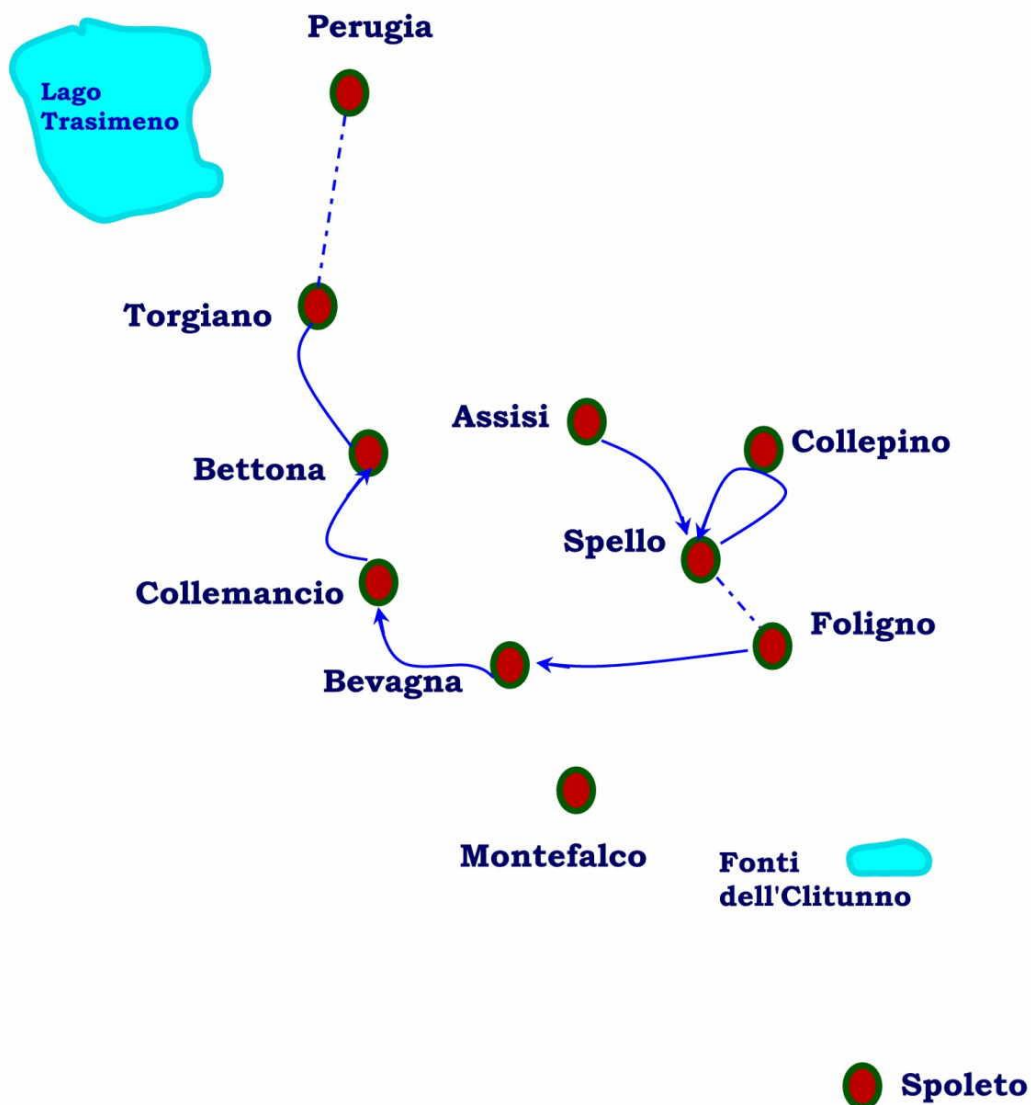 Perugia
Lago
Trasimeno
Torgiano
Assisi
Collepino
Bettona
Spello
Collemancio
Foligno
Bevagna
Montefalco
Fonti
dell'Clitunno
Spoleto